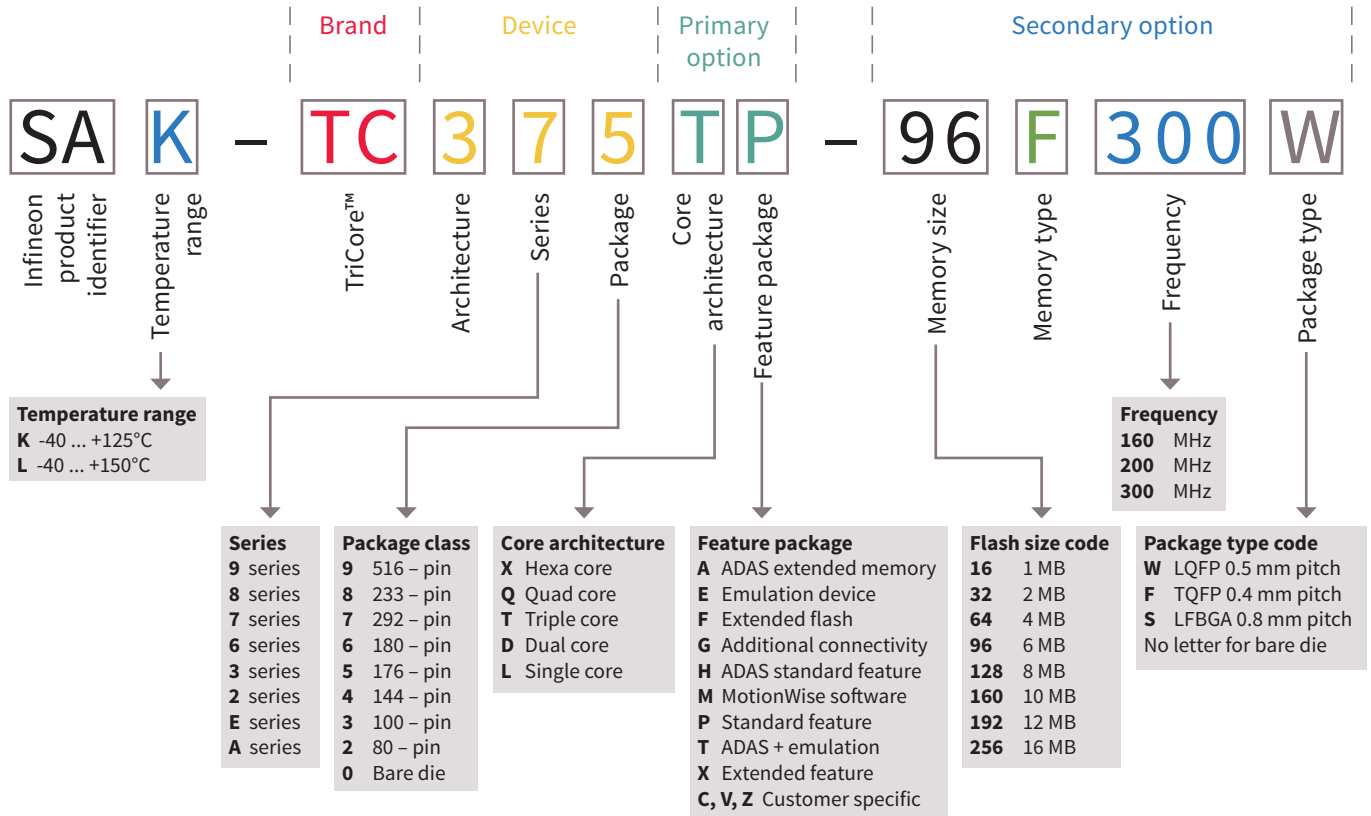 Brand
Device
Primary
option
Secondary option
SA K – TC 3 7 5 T P – 96 F 300 W
Infineon
product
identifier
Temperature
range
TriCore™
Architecture
Series
Package
Core
architecture
Feature package
Memory size
Memory type
Frequency
Package type
Temperature range
K -40 ... +125°C
L -40 ... +150°C
Frequency
160 MHz
200 MHz
300 MHz
Series
9 series
8 series
7 series
6 series
3 series
2 series
E series
A series
Package class
9 516 – pin
8 233 – pin
7 292 – pin
6 180 – pin
5 176 – pin
4 144 – pin
3 100 – pin
2 80 – pin
0 Bare die
Core architecture
X Hexa core
Q Quad core
T Triple core
D Dual core
L Single core
Feature package
A ADAS extended memory
E Emulation device
F Extended flash
G Additional connectivity
H ADAS standard feature
M MotionWise software
P Standard feature
T ADAS + emulation
X Extended feature
C, V, Z Customer specific
Flash size code
16 1 MB
32 2 MB
64 4 MB
96 6 MB
128 8 MB
160 10 MB
192 12 MB
256 16 MB
Package type code
W LQFP 0.5 mm pitch
F TQFP 0.4 mm pitch
S LFBGA 0.8 mm pitch
No letter for bare die